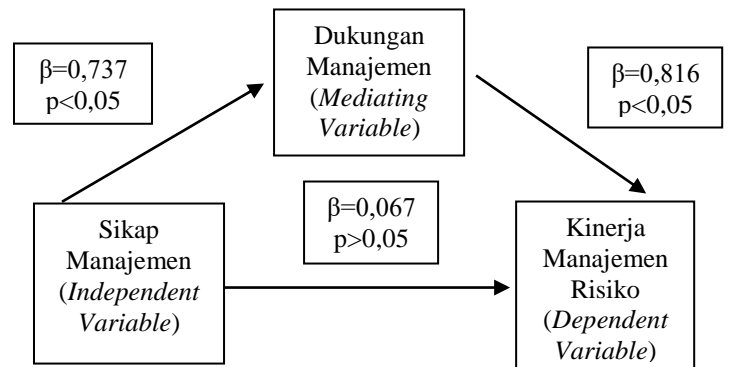 Dukungan
Manajemen
(Mediating
Variable)
β=0,737
p<0,05
β=0,816
p<0,05
β=0,067
p>0,05
Sikap
Manajemen
(Independent
Variable)
Kinerja
Manajemen
Risiko
(Dependent
Variable)